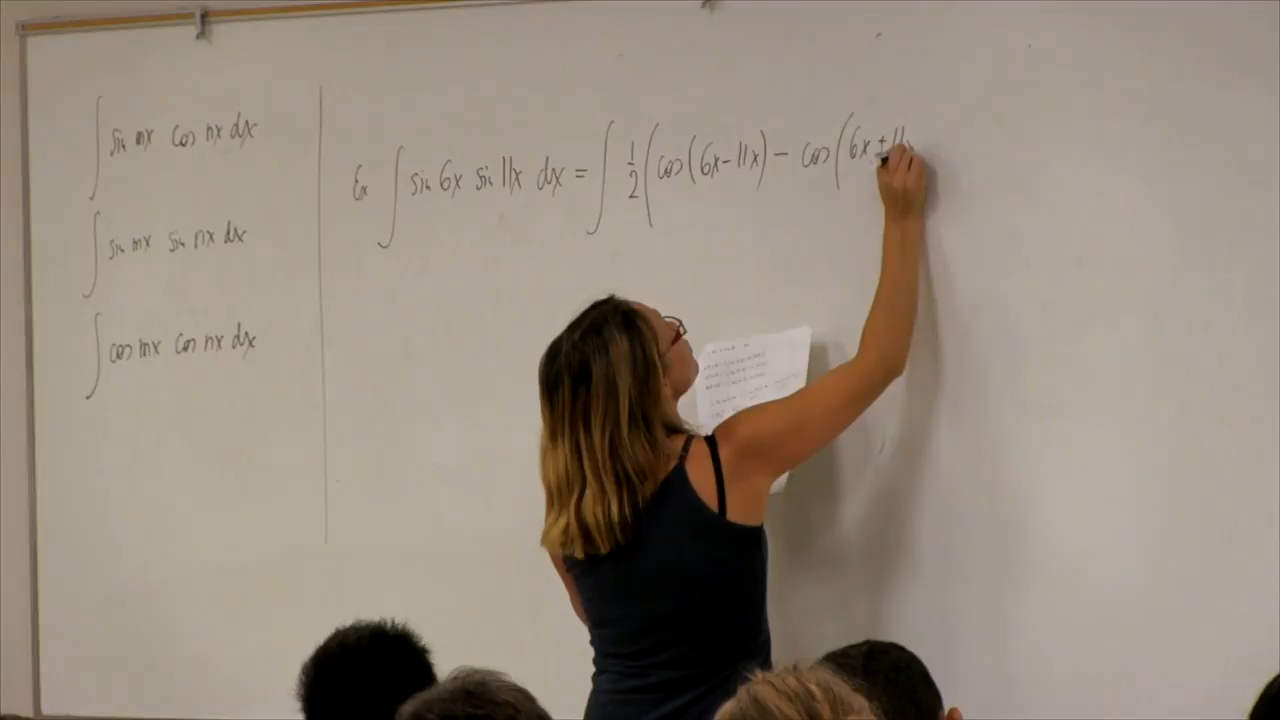 ∫ sin mx cos nx dx
∫ sin mx sin nx dx
∫ cos mx cos nx dx
Ex ∫ sin 6x sin 11x dx = ∫ 1/2 (cos(6x-11x) - cos(6x+11x